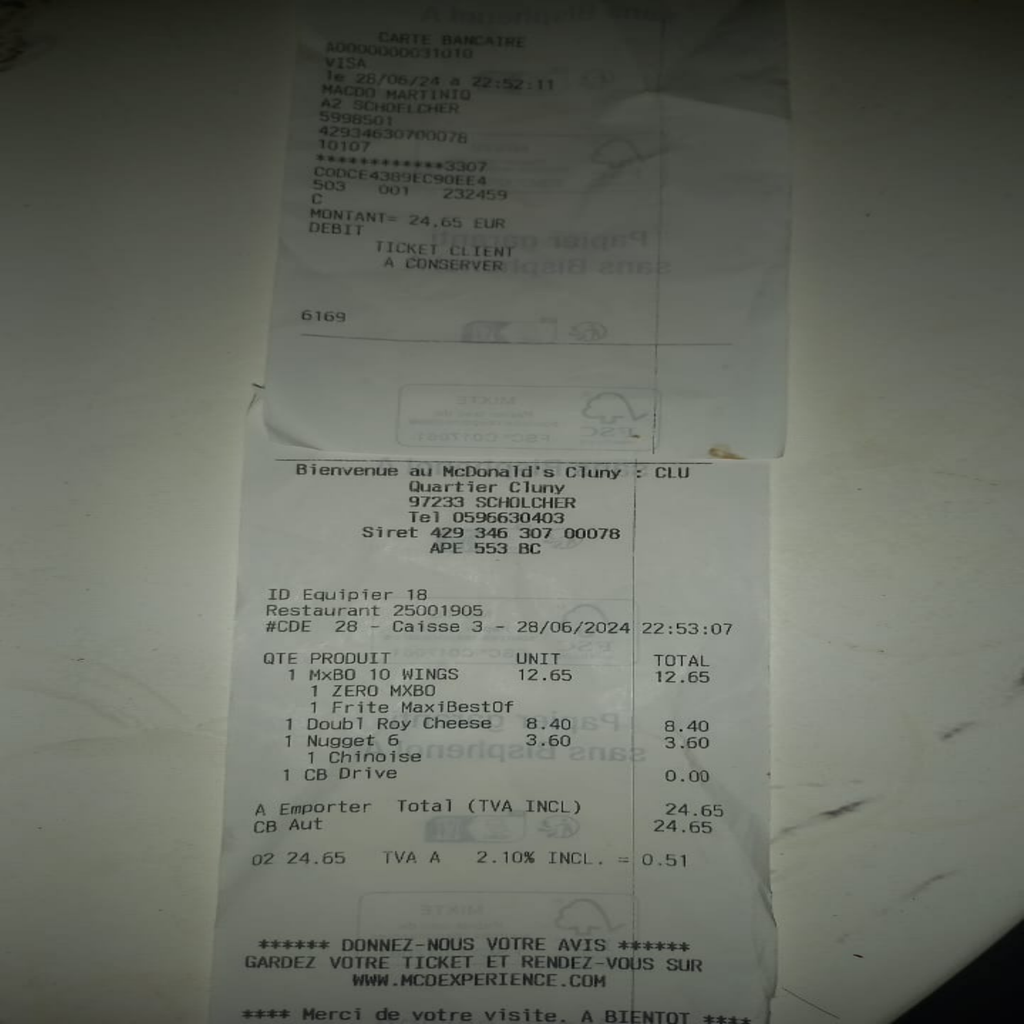 CARTE BANCAIRE
A0000000031010
VISA
le 28/06/24 a 22:52:11
MACDO MARTINIQ
A2 SCHOELCHER
5998501
42934630700078
10107
************3307
C0DCE4389EC90EE4
503 001 232459
C
MONTANT= 24.65 EUR
DEBIT
TICKET CLIENT
A CONSERVER
6169
Bienvenue au McDonald's Cluny : CLU
Quartier Cluny
97233 SCHOLCHER
Tel 0596630403
Siret 429 346 307 00078
APE 553 BC
ID Equipier 18
Restaurant 25001905
#CDE 28 - Caisse 3 - 28/06/2024 22:53:07
QTE PRODUIT UNIT TOTAL
1 MxBO 10 WINGS 12.65 12.65
1 ZERO MXBO
1 Frite MaxiBestOf
1 Doubl Roy Cheese 8.40 8.40
1 Nugget 6 3.60 3.60
1 Chinoise
1 CB Drive 0.00
A Emporter Total (TVA INCL) 24.65
CB Aut 24.65
02 24.65 TVA A 2.10% INCL. = 0.51
****** DONNEZ-NOUS VOTRE AVIS ******
GARDEZ VOTRE TICKET ET RENDEZ-VOUS SUR
WWW.MCDEXPERIENCE.COM
**** Merci de votre visite. A BIENTOT ****